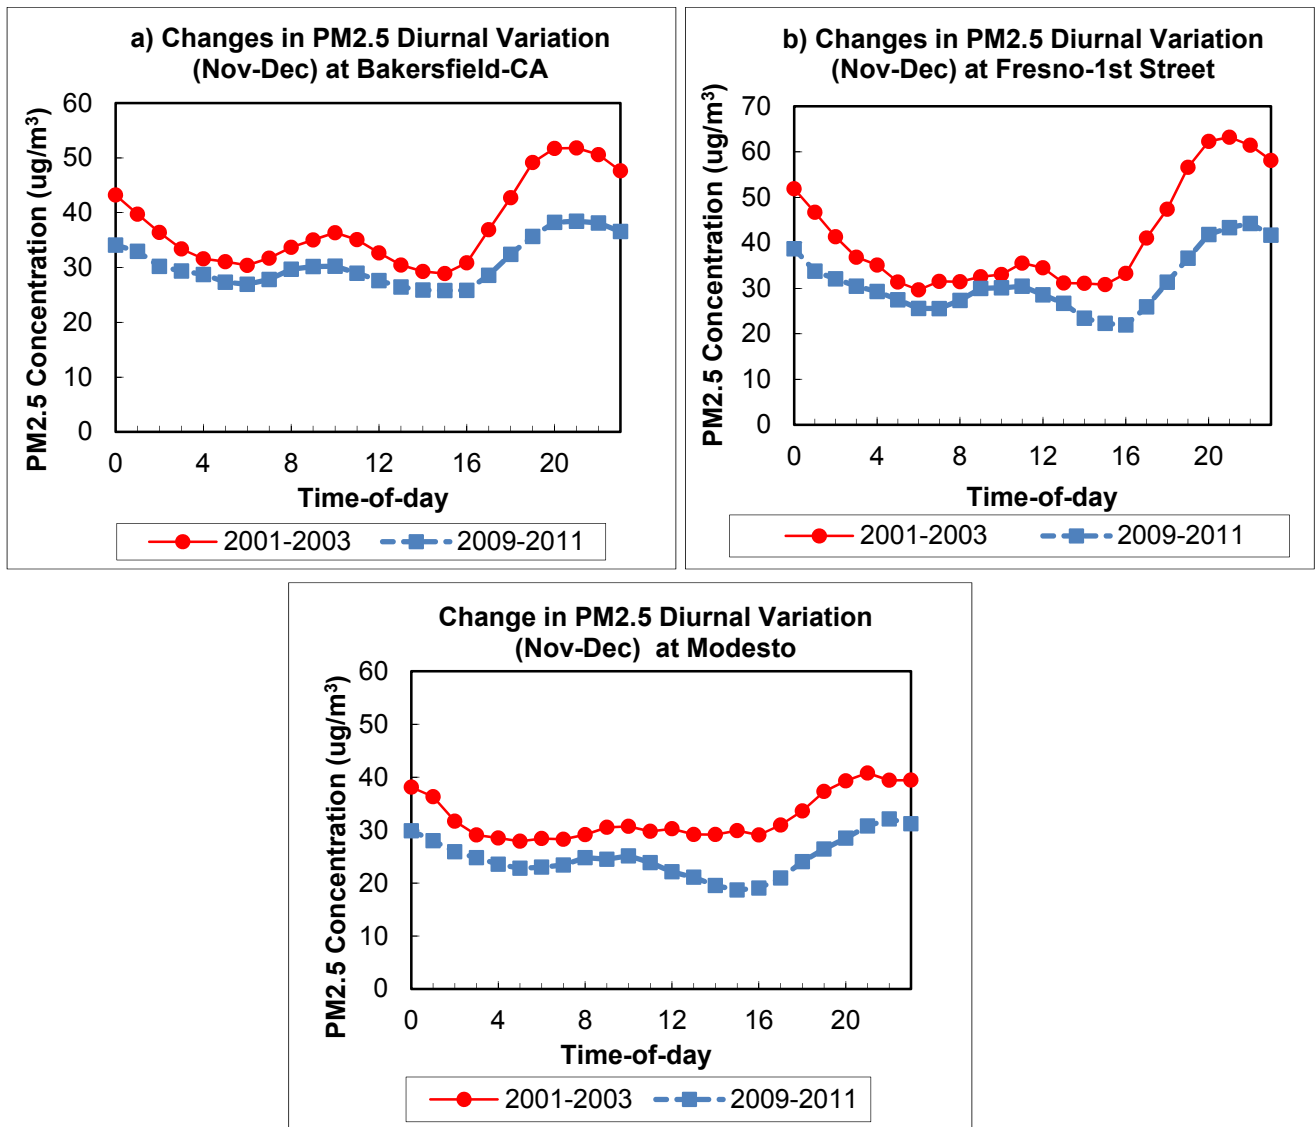 a) Changes in PM2.5 Diurnal Variation
(Nov-Dec) at Bakersfield-CA
PM2.5 Concentration (ug/m³)
60
50
40
30
20
10
0
0 4 8 12 16 20
Time-of-day
2001-2003 2009-2011
b) Changes in PM2.5 Diurnal Variation
(Nov-Dec) at Fresno-1st Street
PM2.5 Concentration (ug/m³)
70
60
50
40
30
20
10
0
0 4 8 12 16 20
Time-of-day
2001-2003 2009-2011
Change in PM2.5 Diurnal Variation
(Nov-Dec) at Modesto
PM2.5 Concentration (ug/m³)
60
50
40
30
20
10
0
0 4 8 12 16 20
Time-of-day
2001-2003 2009-2011